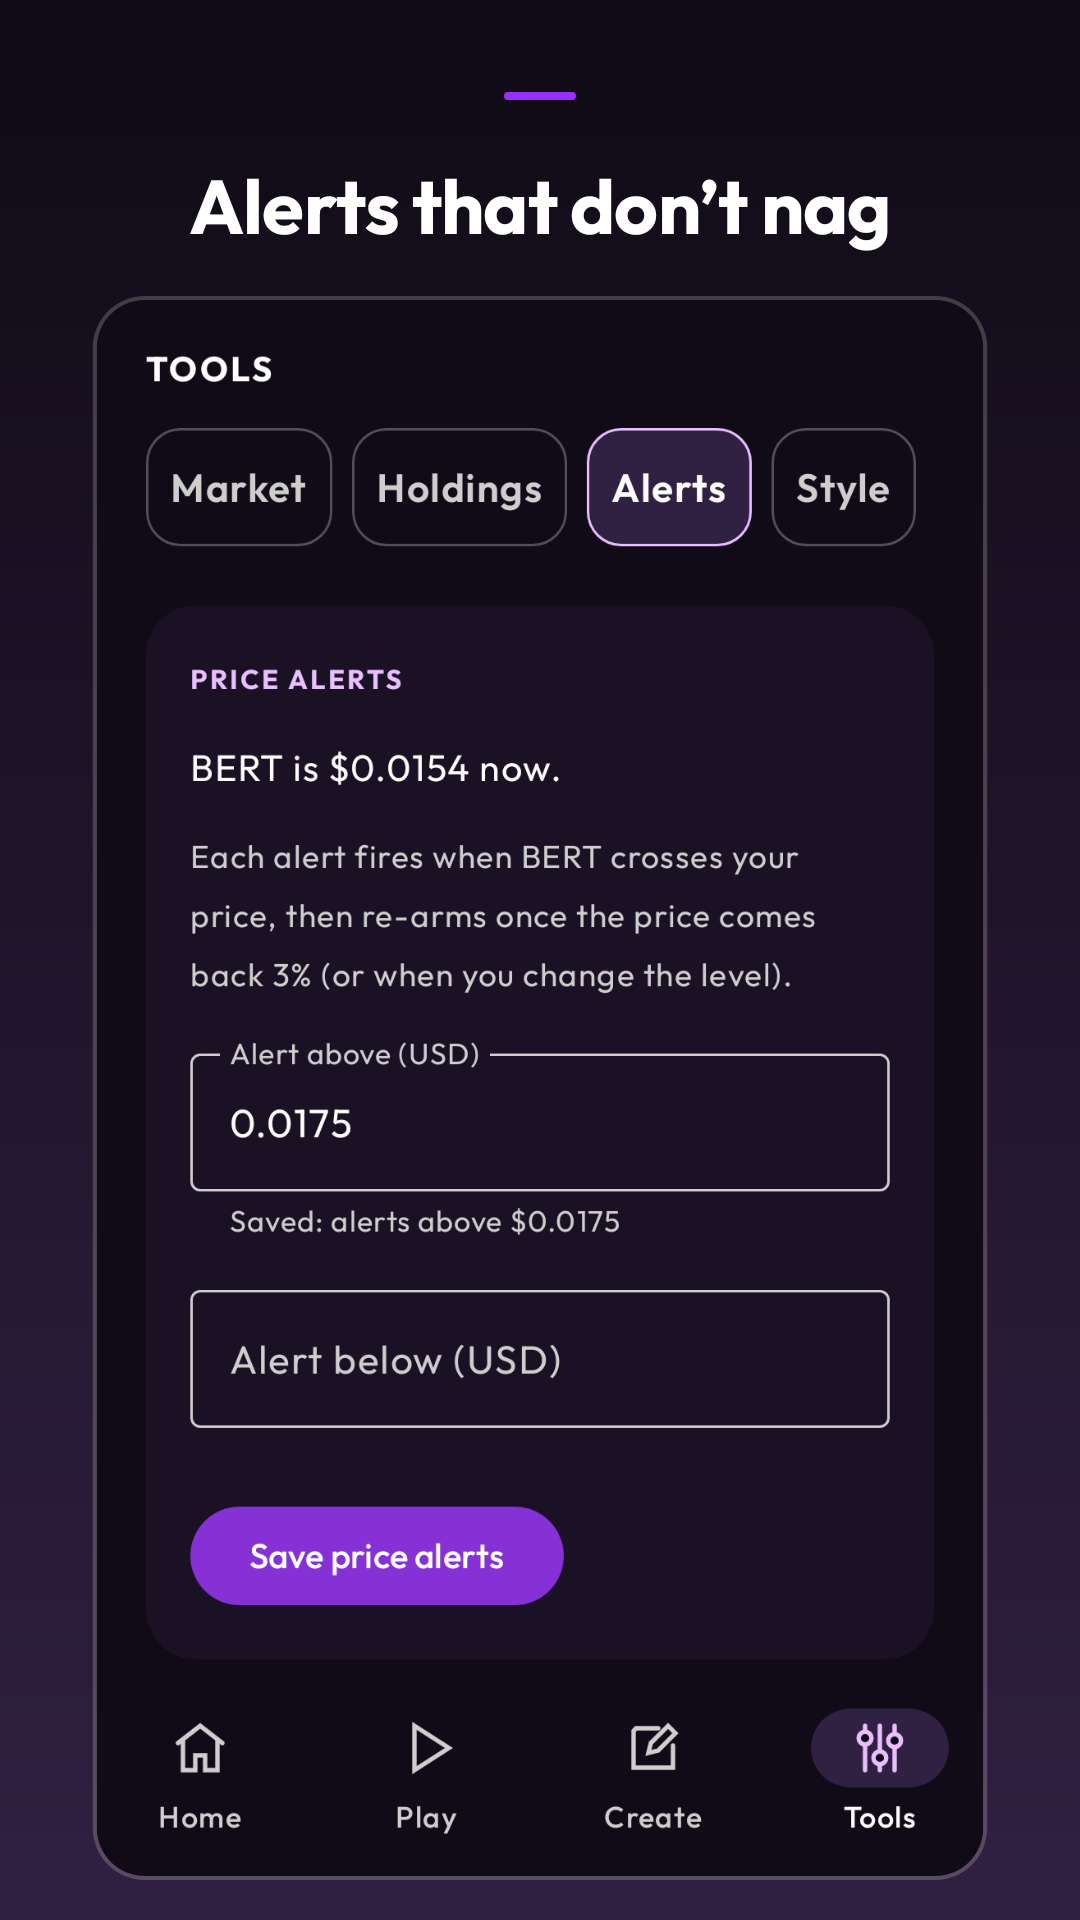 Alerts that don’t nag
TOOLS
Market
Holdings
Alerts
Style
PRICE ALERTS
BERT is $0.0154 now.
Each alert fires when BERT crosses your
price, then re-arms once the price comes
back 3% (or when you change the level).
Alert above (USD)
0.0175
Saved: alerts above $0.0175
Alert below (USD)
Save price alerts
Home
Play
Create
Tools